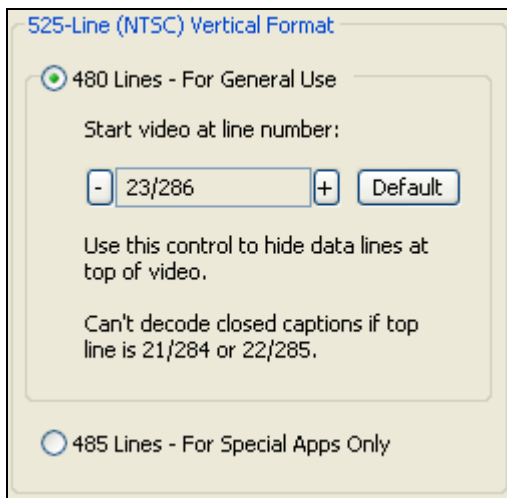 525-Line (NTSC) Vertical Format
480 Lines - For General Use
Start video at line number:
- 23/286 + Default
Use this control to hide data lines at
top of video.
Can't decode closed captions if top
line is 21/284 or 22/285.
485 Lines - For Special Apps Only